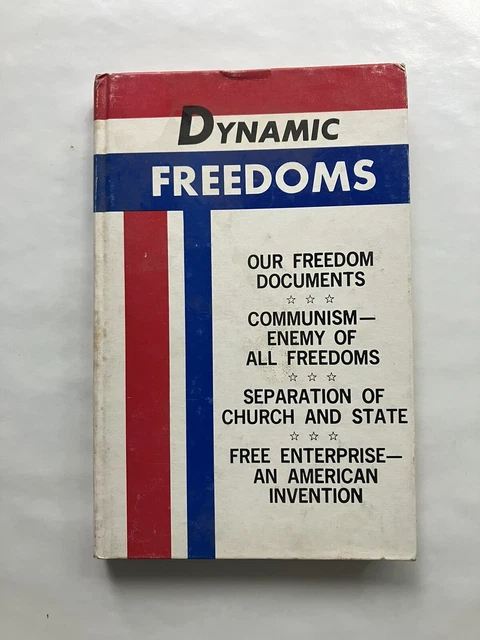 DYNAMIC
FREEDOMS
OUR FREEDOM
DOCUMENTS
☆ ☆ ☆
COMMUNISM—
ENEMY OF
ALL FREEDOMS
☆ ☆ ☆
SEPARATION OF
CHURCH AND STATE
☆ ☆ ☆
FREE ENTERPRISE—
AN AMERICAN
INVENTION